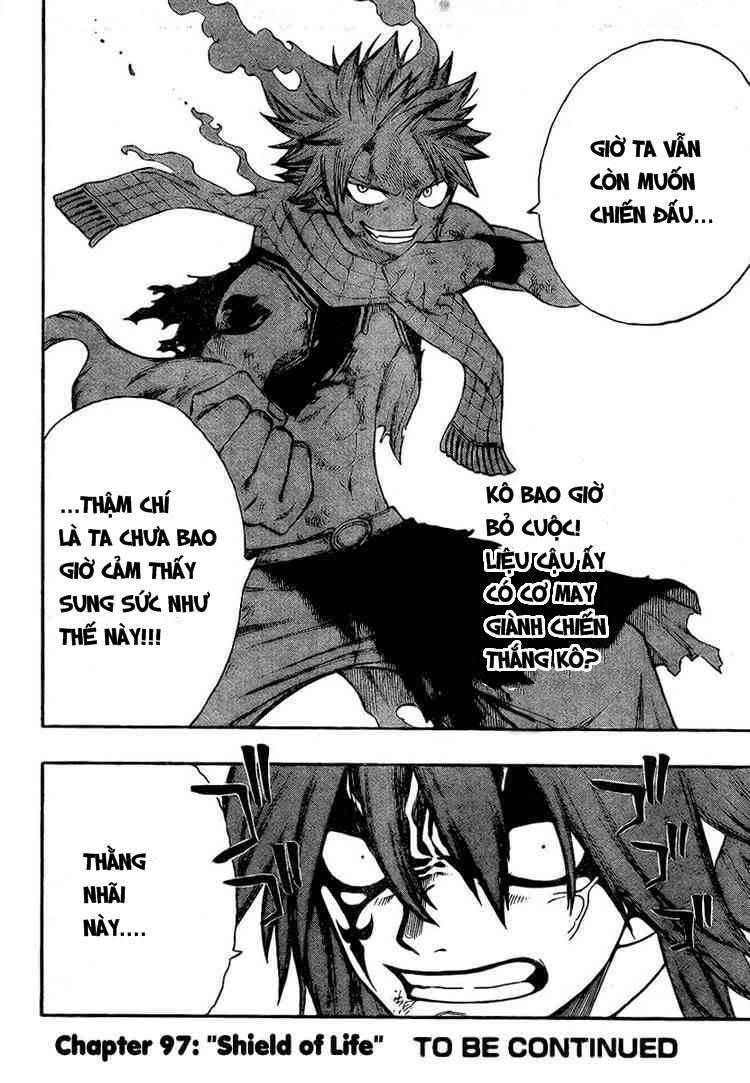 GIỜ TA VẪN
CÒN MUỐN
CHIẾN ĐẤU...
...THẬM CHÍ
LÀ TA CHƯA BAO
GIỜ CẢM THẤY
SUNG SỨC NHƯ
THẾ NÀY!!!
KÔ BAO GIỜ
BỎ CUỘC!
LIỆU CẬU ẤY
CÓ CƠ MAY
GIÀNH CHIẾN
THẮNG KÔ?
THẰNG
NHÃI
NÀY....
Chapter 97: "Shield of Life" TO BE CONTINUED